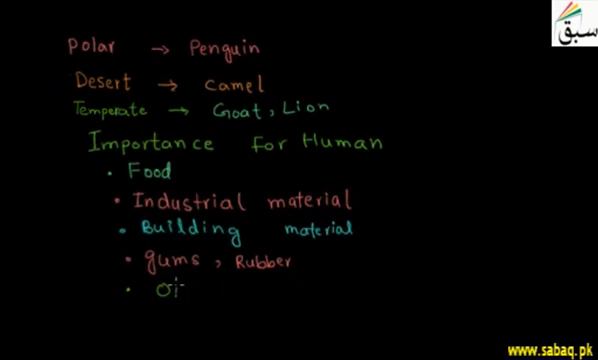 سبق
Polar → Penguin
Desert → Camel
Temperate → Goat, Lion
Importance For Human
• Food
• Industrial material
• Building material
• gums, Rubber
• Oi
www.sabaq.pk